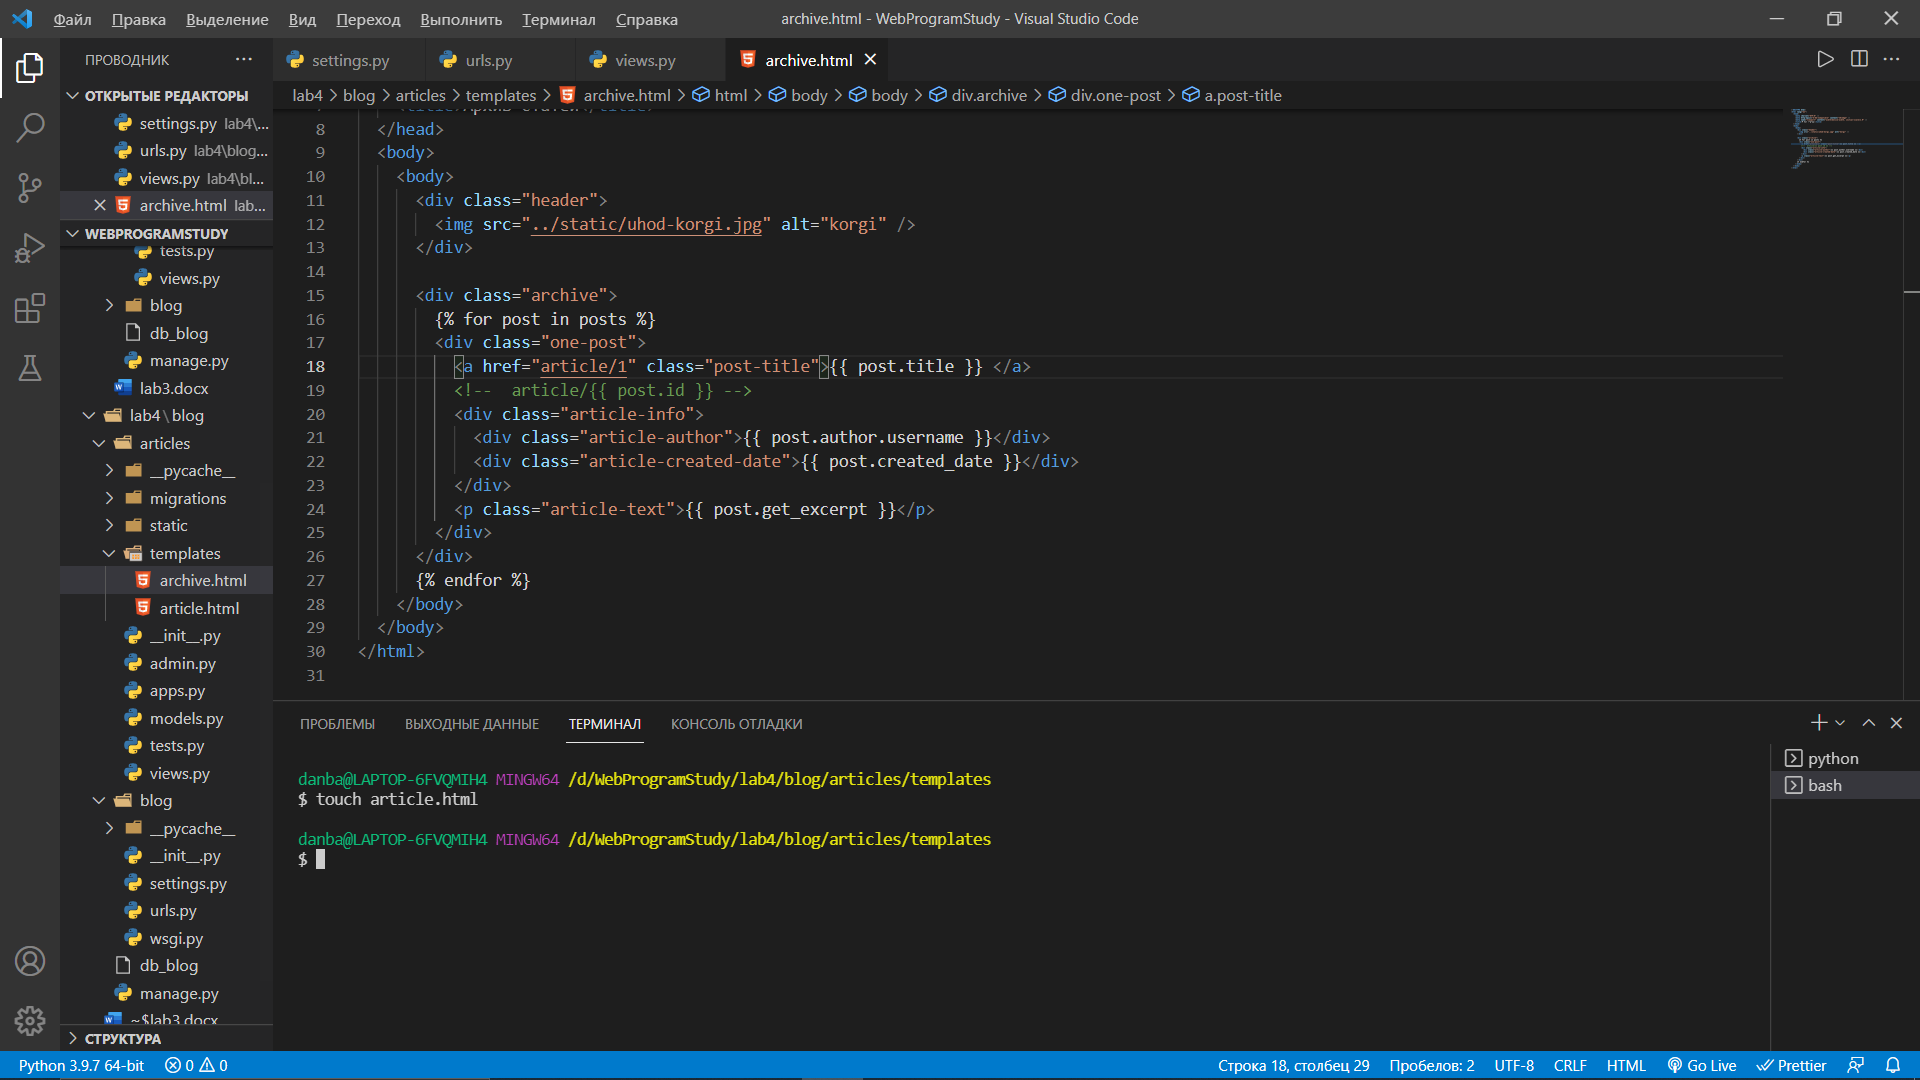 Файл Правка Выделение Вид Переход Выполнить Терминал Справка
archive.html - WebProgramStudy - Visual Studio Code
ПРОВОДНИК
ОТКРЫТЫЕ РЕДАКТОРЫ
settings.py lab4\...
urls.py lab4\blog...
views.py lab4\bl...
archive.html lab...
WEBPROGRAMSTUDY
tests.py
views.py
blog
db_blog
manage.py
lab3.docx
lab4\blog
articles
__pycache__
migrations
static
templates
archive.html
article.html
__init__.py
admin.py
apps.py
models.py
tests.py
views.py
blog
__pycache__
__init__.py
settings.py
urls.py
wsgi.py
db_blog
manage.py
~$lab3.docx
СТРУКТУРА
settings.py urls.py views.py archive.html
lab4 > blog > articles > templates > archive.html > html > body > body > div.archive > div.one-post > a.post-title
8 </head>
9 <body>
10 <body>
11 <div class="header">
12 <img src="../static/uhod-korgi.jpg" alt="korgi" />
13 </div>
14
15 <div class="archive">
16 {% for post in posts %}
17 <div class="one-post">
18 <a href="article/1" class="post-title">{{ post.title }} </a>
19 <!--  article/{{ post.id }} -->
20 <div class="article-info">
21 <div class="article-author">{{ post.author.username }}</div>
22 <div class="article-created-date">{{ post.created_date }}</div>
23 </div>
24 <p class="article-text">{{ post.get_excerpt }}</p>
25 </div>
26 </div>
27 {% endfor %}
28 </body>
29 </body>
30 </html>
31
ПРОБЛЕМЫ ВЫХОДНЫЕ ДАННЫЕ ТЕРМИНАЛ КОНСОЛЬ ОТЛАДКИ
danba@LAPTOP-6FVQMIH4 MINGW64 /d/WebProgramStudy/lab4/blog/articles/templates
$ touch article.html
danba@LAPTOP-6FVQMIH4 MINGW64 /d/WebProgramStudy/lab4/blog/articles/templates
$
python
bash
Python 3.9.7 64-bit 0 0 Строка 18, столбец 29 Пробелов: 2 UTF-8 CRLF HTML Go Live Prettier